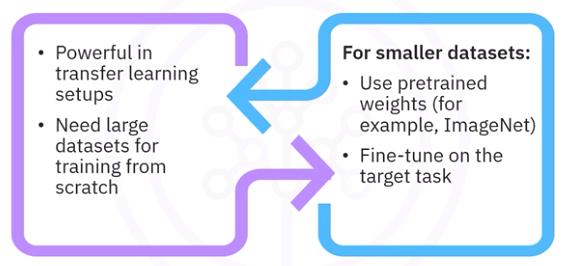 • Powerful in
transfer learning
setups
• Need large
datasets for
training from
scratch
For smaller datasets:
• Use pretrained
weights (for
example, ImageNet)
• Fine-tune on the
target task